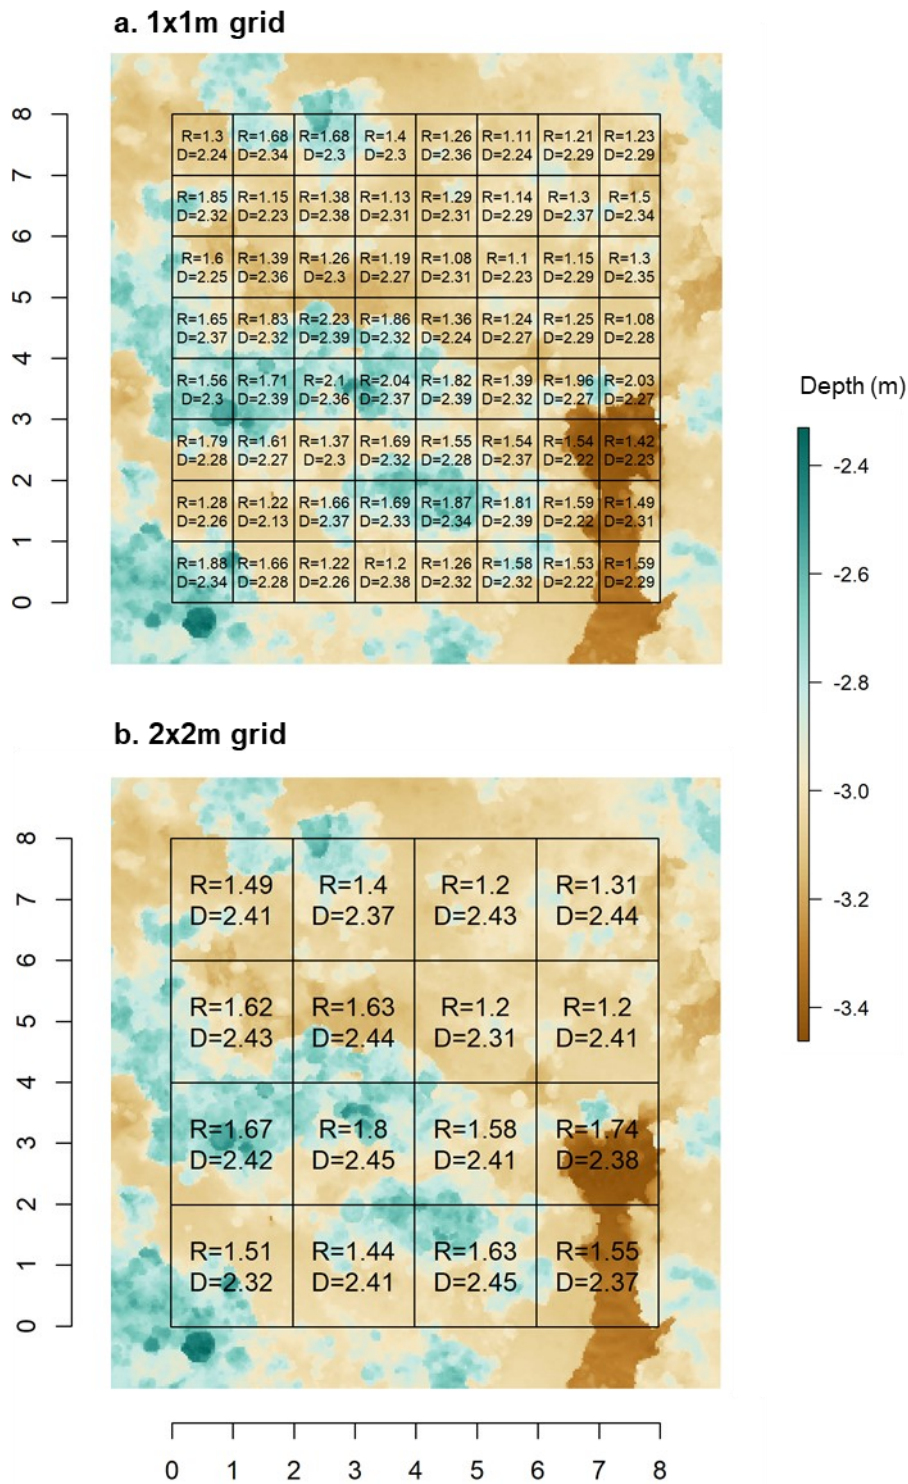 a. 1x1m grid
8
7
6
5
4
3
2
1
0
R=1.3 R=1.68 R=1.68 R=1.4 R=1.26 R=1.11 R=1.21 R=1.23
D=2.24 D=2.34 D=2.3 D=2.3 D=2.36 D=2.24 D=2.29 D=2.29
R=1.85 R=1.15 R=1.38 R=1.13 R=1.29 R=1.14 R=1.3 R=1.5
D=2.32 D=2.23 D=2.38 D=2.31 D=2.31 D=2.29 D=2.37 D=2.34
R=1.6 R=1.39 R=1.26 R=1.19 R=1.08 R=1.1 R=1.15 R=1.3
D=2.25 D=2.36 D=2.3 D=2.27 D=2.31 D=2.23 D=2.29 D=2.35
R=1.65 R=1.83 R=2.23 R=1.86 R=1.36 R=1.24 R=1.25 R=1.08
D=2.37 D=2.32 D=2.39 D=2.32 D=2.24 D=2.27 D=2.29 D=2.28
R=1.56 R=1.71 R=2.1 R=2.04 R=1.82 R=1.39 R=1.96 R=2.03
D=2.3 D=2.39 D=2.36 D=2.37 D=2.39 D=2.32 D=2.27 D=2.27
R=1.79 R=1.61 R=1.37 R=1.69 R=1.55 R=1.54 R=1.54 R=1.42
D=2.28 D=2.27 D=2.3 D=2.32 D=2.28 D=2.37 D=2.22 D=2.23
R=1.28 R=1.22 R=1.66 R=1.69 R=1.87 R=1.81 R=1.59 R=1.49
D=2.26 D=2.13 D=2.37 D=2.33 D=2.34 D=2.39 D=2.22 D=2.31
R=1.88 R=1.66 R=1.22 R=1.2 R=1.26 R=1.58 R=1.53 R=1.59
D=2.34 D=2.28 D=2.26 D=2.38 D=2.32 D=2.32 D=2.22 D=2.29
Depth (m)
-2.4
-2.6
-2.8
-3.0
-3.2
-3.4
b. 2x2m grid
8
7
6
5
4
3
2
1
0
R=1.49 R=1.4 R=1.2 R=1.31
D=2.41 D=2.37 D=2.43 D=2.44
R=1.62 R=1.63 R=1.2 R=1.2
D=2.43 D=2.44 D=2.31 D=2.41
R=1.67 R=1.8 R=1.58 R=1.74
D=2.42 D=2.45 D=2.41 D=2.38
R=1.51 R=1.44 R=1.63 R=1.55
D=2.32 D=2.41 D=2.45 D=2.37
0 1 2 3 4 5 6 7 8